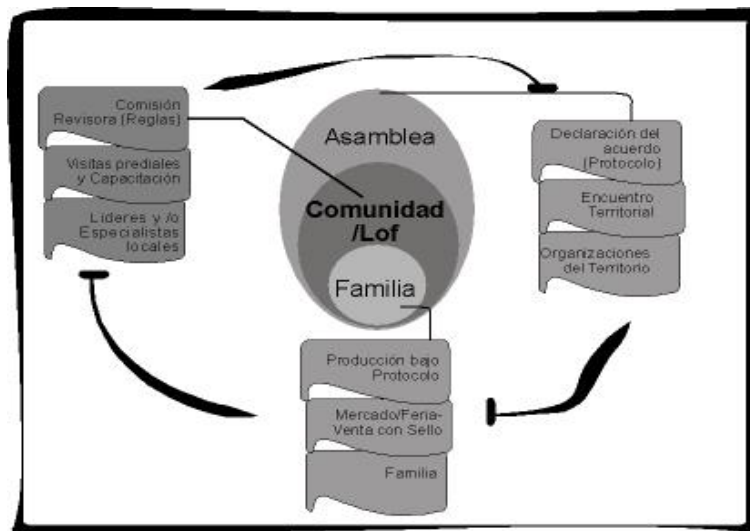 Comisión
Revisora (Reglas)
Visitas prediales
y Capacitación
Líderes y /o
Especialistas
locales
Asamblea
Comunidad
/Lof
Familia
Declaración del
acuerdo
(Protocolo)
Encuentro
Territorial
Organizaciones
del Territorio
Producción bajo
Protocolo
Mercado/Feria-
Venta con Sello
Familia